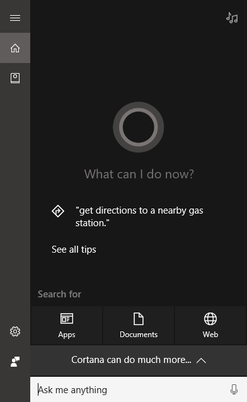 What can I do now?
"get directions to a nearby gas
station."
See all tips
Search for
Apps Documents Web
Cortana can do much more...
Ask me anything